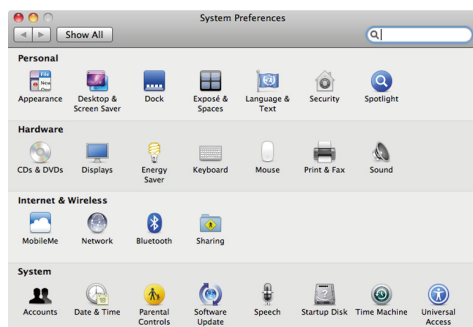 System Preferences
Show All
Personal
Appearance
Desktop &
Screen Saver
Dock
Exposé &
Spaces
Language &
Text
Security
Spotlight
Hardware
CDs & DVDs
Displays
Energy
Saver
Keyboard
Mouse
Print & Fax
Sound
Internet & Wireless
MobileMe
Network
Bluetooth
Sharing
System
Accounts
Date & Time
Parental
Controls
Software
Update
Speech
Startup Disk
Time Machine
Universal
Access